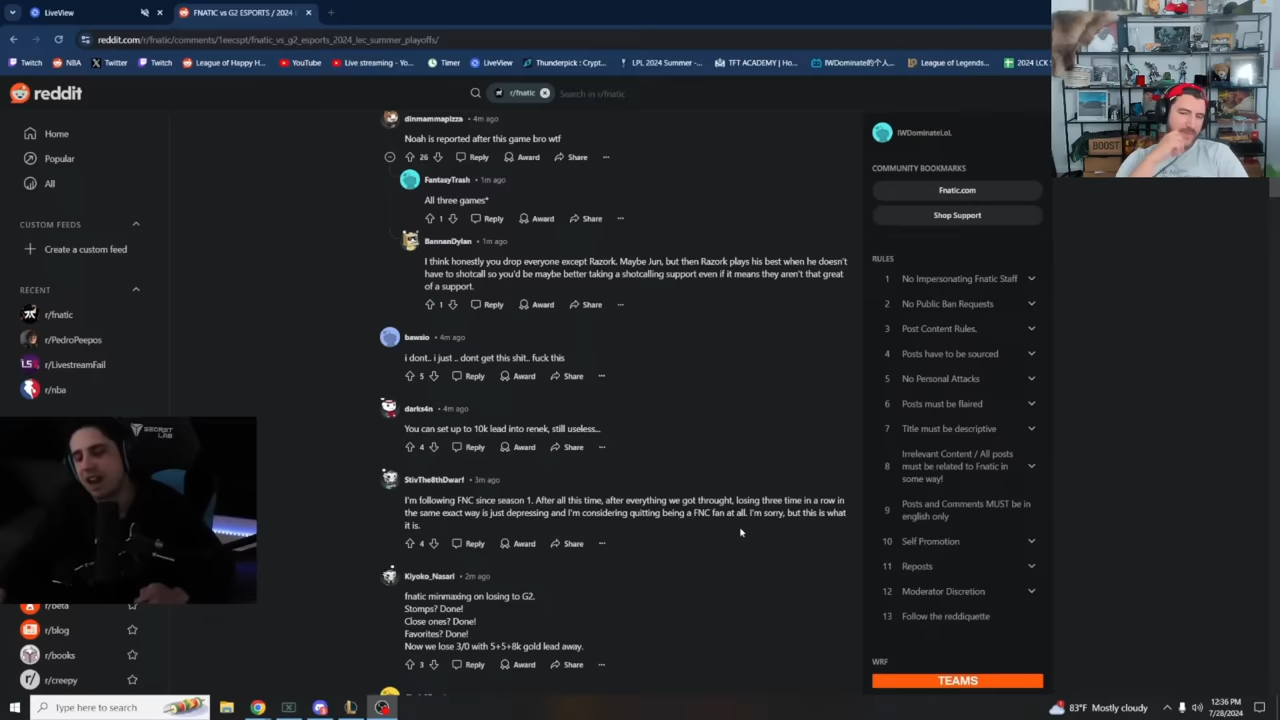 LiveView
FNATIC vs G2 ESPORTS / 2024
reddit.com/r/fnatic/comments/1eecspt/fnatic_vs_g2_esports_2024_lec_summer_playoffs/
Twitch
NBA
Twitter
Twitch
League of Happy H...
YouTube
Live streaming - Yo...
Timer
LiveView
Thunderpick : Crypt...
LPL 2024 Summer -...
TFT ACADEMY | Ho...
IWDominate的个人...
League of Legends...
2024 LCK S
reddit
r/fnatic
Search in r/fnatic
Home
Popular
All
CUSTOM FEEDS
Create a custom feed
RECENT
r/fnatic
r/PedroPeepos
r/LivestreamFail
r/nba
SECRET
LAB
r/beta
r/blog
r/books
r/creepy
dinmammapizza • 4m ago
Noah is reported after this game bro wtf
26 Reply Award Share ...
FantasyTrash • 1m ago
All three games*
1 Reply Award Share ...
BannanDylan • 1m ago
I think honestly you drop everyone except Razork. Maybe Jun, but then Razork plays his best when he doesn't
have to shotcall so you'd be maybe better taking a shotcalling support even if it means they aren't that great
of a support.
1 Reply Award Share ...
bawsio • 4m ago
i dont.. i just .. dont get this shit.. fuck this
5 Reply Award Share ...
darks4n • 4m ago
You can set up to 10k lead into renek, still useless...
4 Reply Award Share ...
StivThe8thDwarf • 3m ago
I'm following FNC since season 1. After all this time, after everything we got throught, losing three time in a row in
the same exact way is just depressing and I'm considering quitting being a FNC fan at all. I'm sorry, but this is what
it is.
4 Reply Award Share ...
Kiyoko_Nasari • 2m ago
fnatic minmaxing on losing to G2.
Stomps? Done!
Close ones? Done!
Favorites? Done!
Now we lose 3/0 with 5+5+8k gold lead away.
3 Reply Award Share ...
IWDominateLoL
COMMUNITY BOOKMARKS
Fnatic.com
Shop Support
RULES
1 No Impersonating Fnatic Staff
2 No Public Ban Requests
3 Post Content Rules.
4 Posts have to be sourced
5 No Personal Attacks
6 Posts must be flaired
7 Title must be descriptive
8 Irrelevant Content / All posts
must be related to Fnatic in
some way!
9 Posts and Comments MUST be in
english only
10 Self Promotion
11 Reposts
12 Moderator Discretion
13 Follow the reddiquette
WRF
TEAMS
BOOST
Type here to search
83°F Mostly cloudy
12:36 PM
7/28/2024